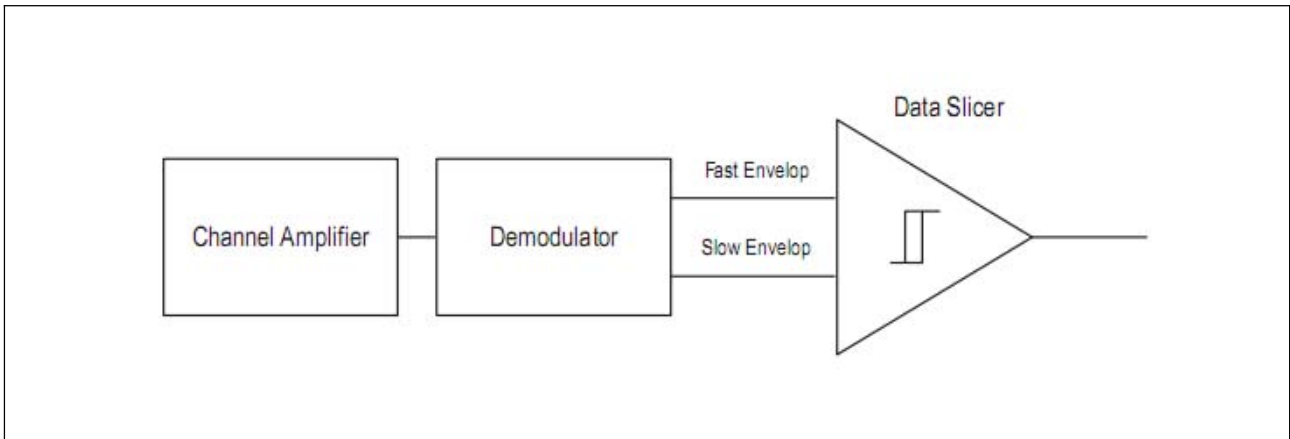 Data Slicer
Fast Envelop
Channel Amplifier
Demodulator
Slow Envelop